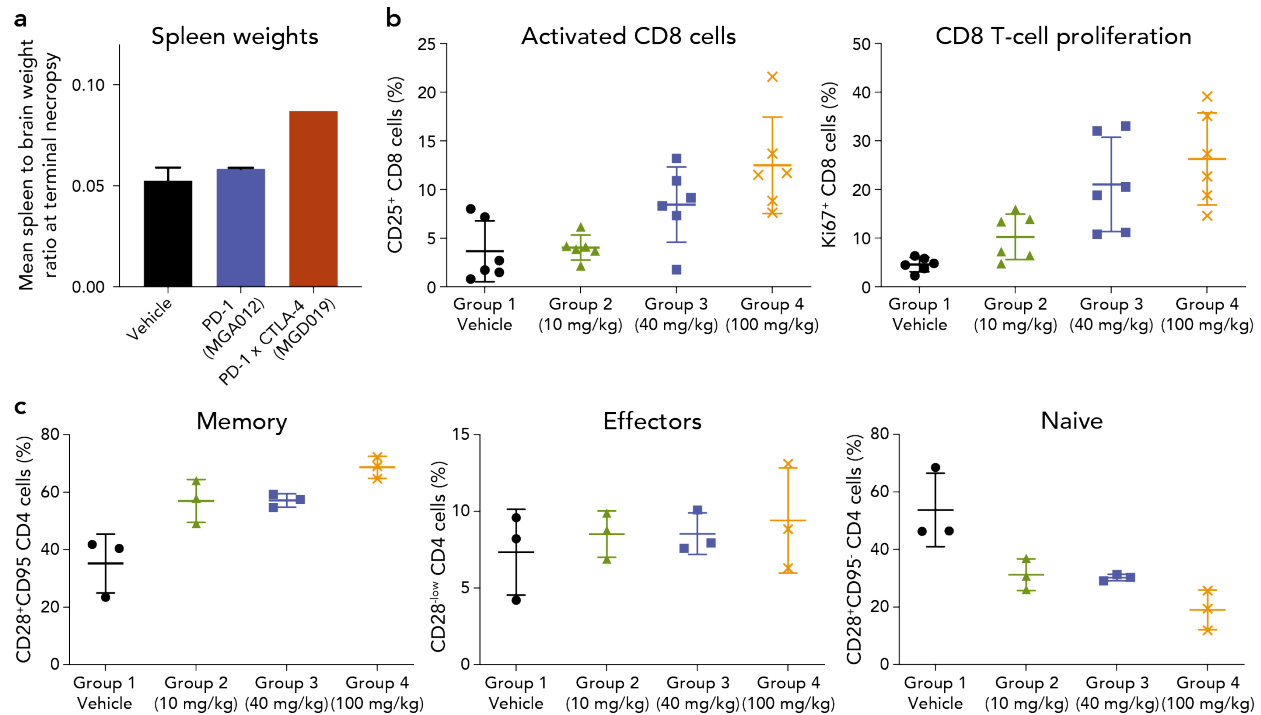 a
Spleen weights
Mean spleen to brain weight
ratio at terminal necropsy
0.10
0.05
0.00
Vehicle
PD-1
(MGA012)
PD-1 x CTLA-4
(MGD019)
b
Activated CD8 cells
CD25⁺ CD8 cells (%)
25
20
15
10
5
0
Group 1
Vehicle
Group 2
(10 mg/kg)
Group 3
(40 mg/kg)
Group 4
(100 mg/kg)
CD8 T-cell proliferation
Ki67⁺ CD8 cells (%)
50
40
30
20
10
0
Group 1
Vehicle
Group 2
(10 mg/kg)
Group 3
(40 mg/kg)
Group 4
(100 mg/kg)
c
Memory
CD28⁺CD95 CD4 cells (%)
80
60
40
20
0
Group 1
Vehicle
Group 2
(10 mg/kg)
Group 3
(40 mg/kg)
Group 4
(100 mg/kg)
Effectors
CD28⁻ˡᵒʷ CD4 cells (%)
15
10
5
0
Group 1
Vehicle
Group 2
(10 mg/kg)
Group 3
(40 mg/kg)
Group 4
(100 mg/kg)
Naive
CD28⁺CD95⁻ CD4 cells (%)
80
60
40
20
0
Group 1
Vehicle
Group 2
(10 mg/kg)
Group 3
(40 mg/kg)
Group 4
(100 mg/kg)